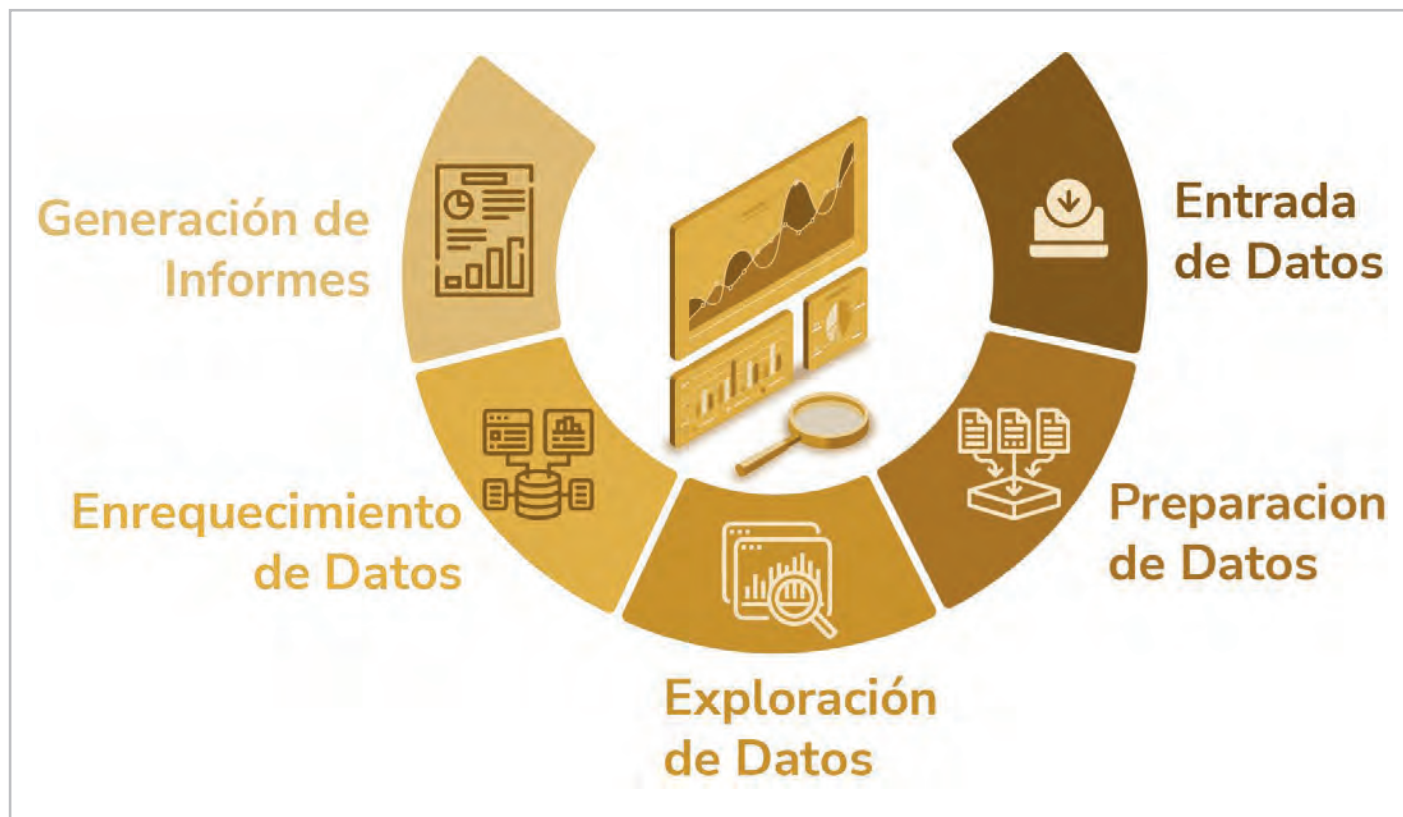 Generación de
Informes
Entrada
de Datos
Enrequecimiento
de Datos
Preparacion
de Datos
Exploración
de Datos